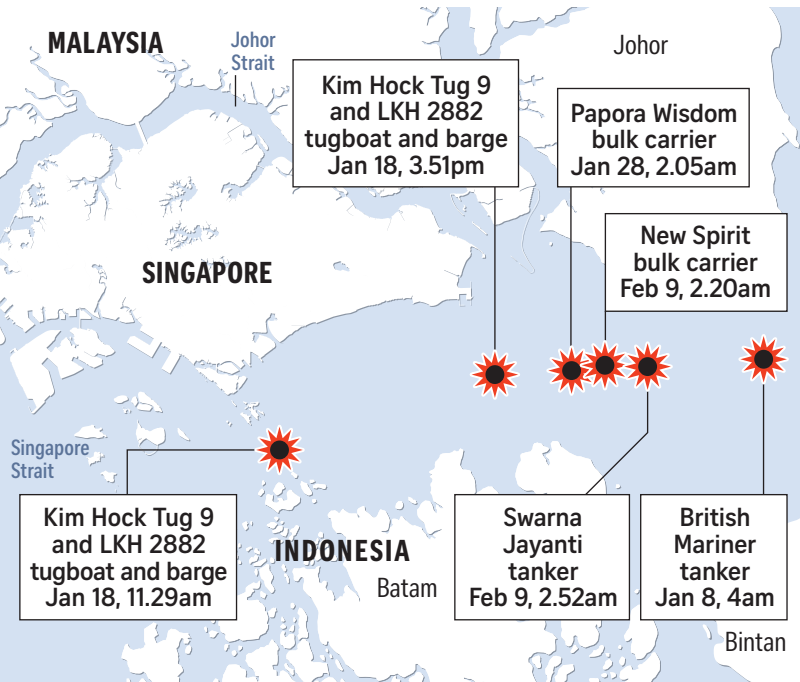 MALAYSIA
Johor
Strait
Johor
Kim Hock Tug 9
and LKH 2882
tugboat and barge
Jan 18, 3.51pm
Papora Wisdom
bulk carrier
Jan 28, 2.05am
New Spirit
bulk carrier
Feb 9, 2.20am
SINGAPORE
Singapore
Strait
Kim Hock Tug 9
and LKH 2882
tugboat and barge
Jan 18, 11.29am
INDONESIA
Batam
Swarna
Jayanti
tanker
Feb 9, 2.52am
British
Mariner
tanker
Jan 8, 4am
Bintan